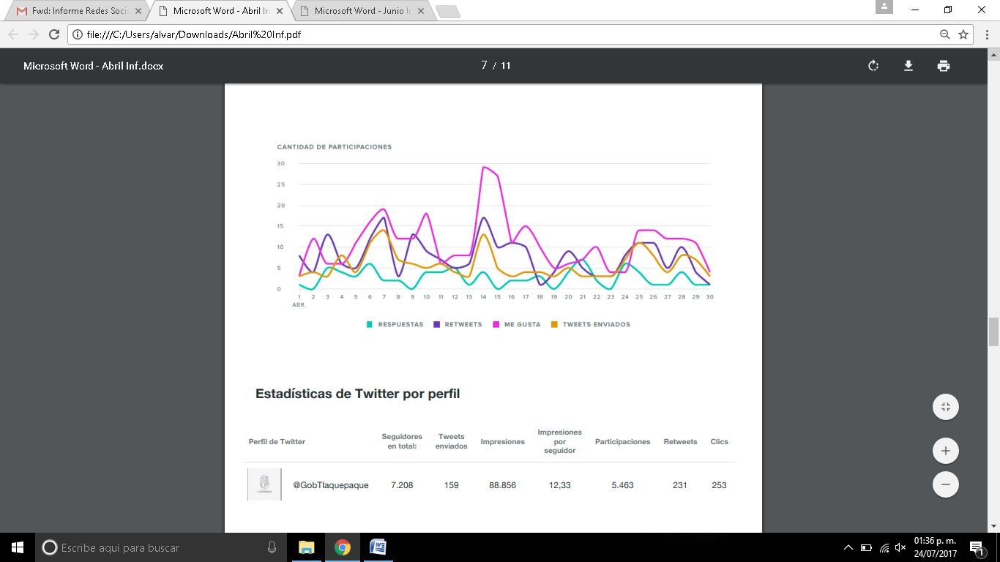 Fwd: Informe Redes Soci
Microsoft Word - Abril In
Microsoft Word - Junio In
file:///C:/Users/alvar/Downloads/Abril%20Inf.pdf
Microsoft Word - Abril Inf.docx
7 / 11
CANTIDAD DE PARTICIPACIONES
30
25
20
15
10
5
0
1 2 3 4 5 6 7 8 9 10 11 12 13 14 15 16 17 18 19 20 21 22 23 24 25 26 27 28 29 30
ABR.
RESPUESTAS RETWEETS ME GUSTA TWEETS ENVIADOS
Estadísticas de Twitter por perfil
Perfil de Twitter Seguidores en total: Tweets enviados Impresiones Impresiones por seguidor Participaciones Retweets Clics
@GobTlaquepaque 7.208 159 88.856 12,33 5.463 231 253
Escribe aquí para buscar
01:36 p. m.
24/07/2017
1